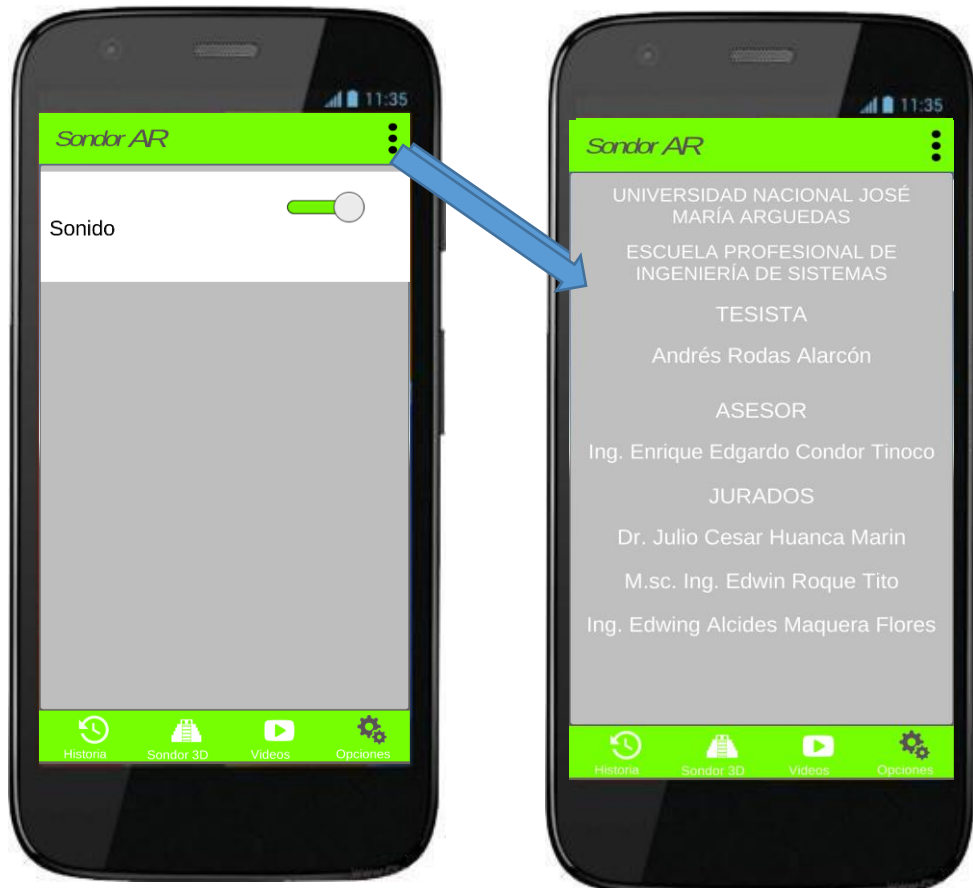 11:35
Sondor AR
Sonido
Historia
Sondor 3D
Videos
Opciones
11:35
Sondor AR
UNIVERSIDAD NACIONAL JOSÉ
MARÍA ARGUEDAS
ESCUELA PROFESIONAL DE
INGENIERÍA DE SISTEMAS
TESISTA
Andrés Rodas Alarcón
ASESOR
Ing. Enrique Edgardo Condor Tinoco
JURADOS
Dr. Julio Cesar Huanca Marin
M.sc. Ing. Edwin Roque Tito
Ing. Edwing Alcides Maquera Flores
Historia
Sondor 3D
Videos
Opciones